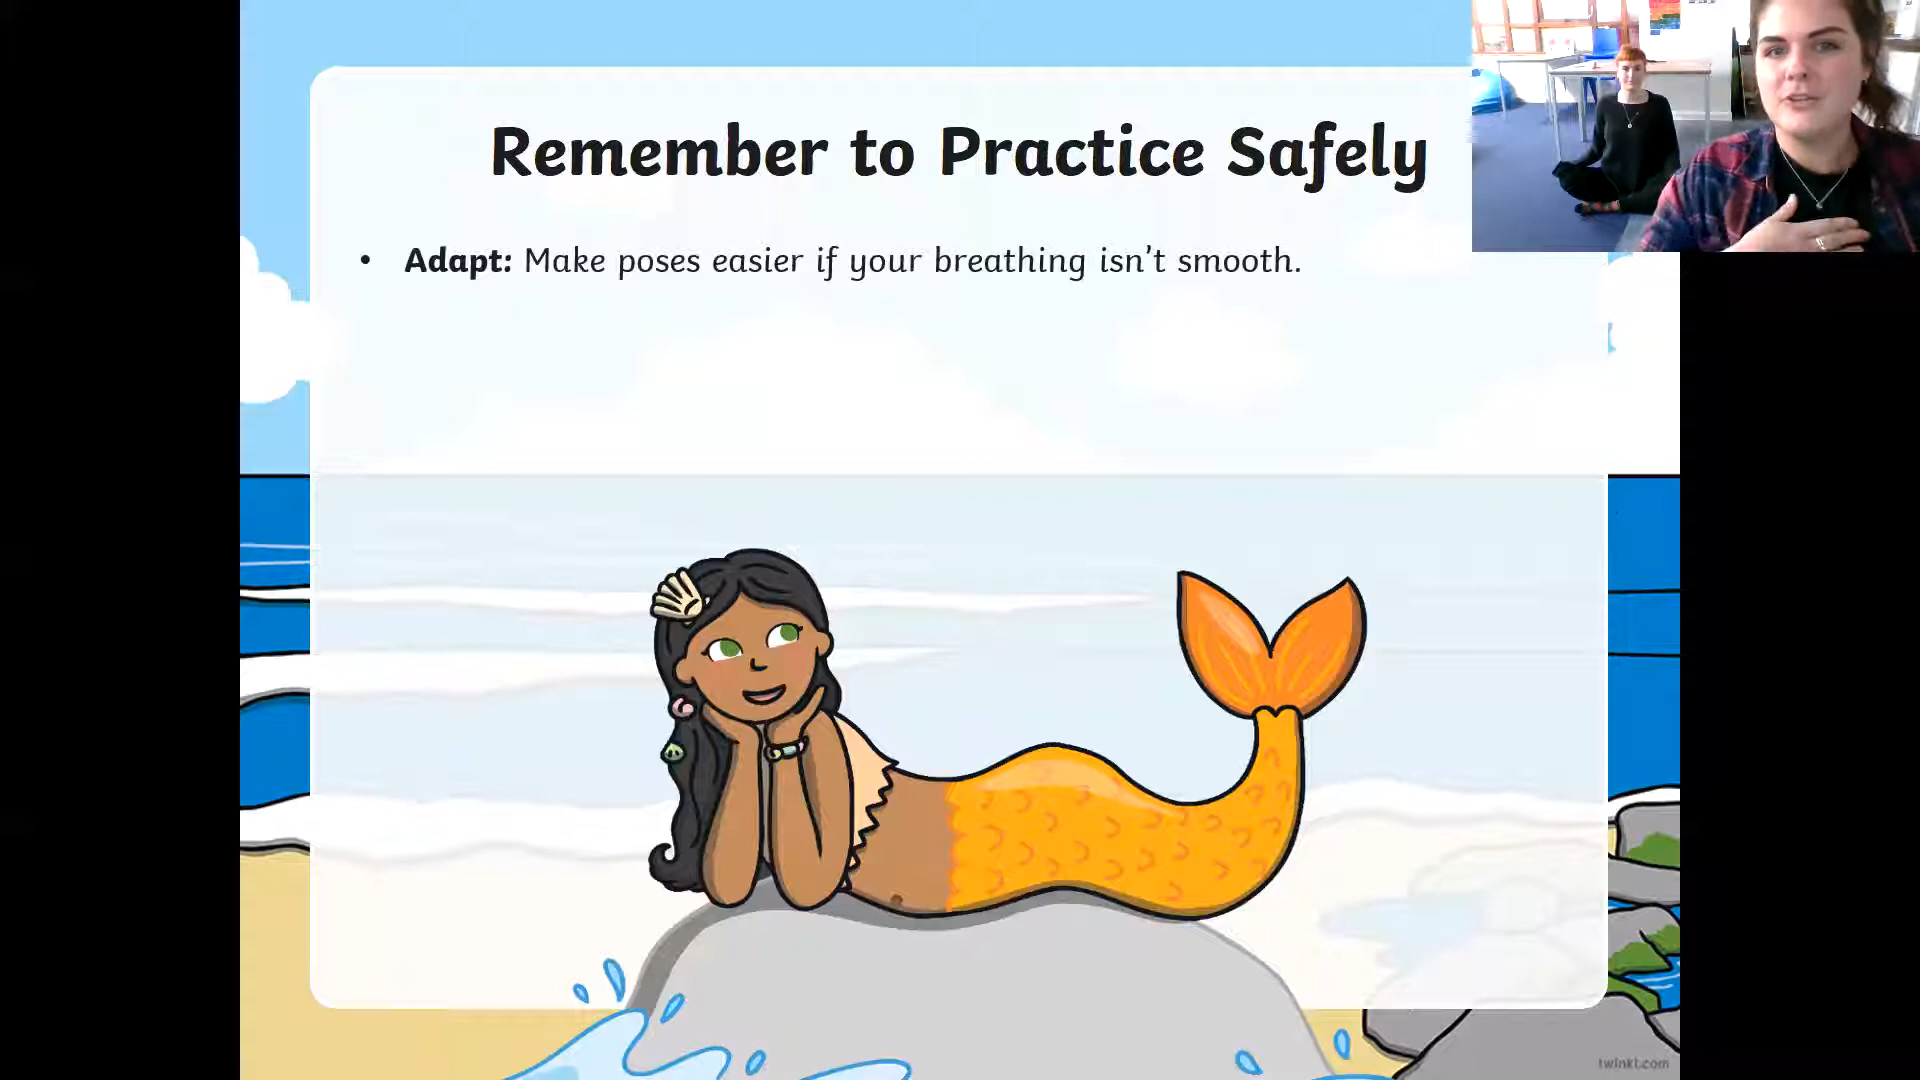 Remember to Practice Safely
• Adapt: Make poses easier if your breathing isn't smooth.
twinkl.com